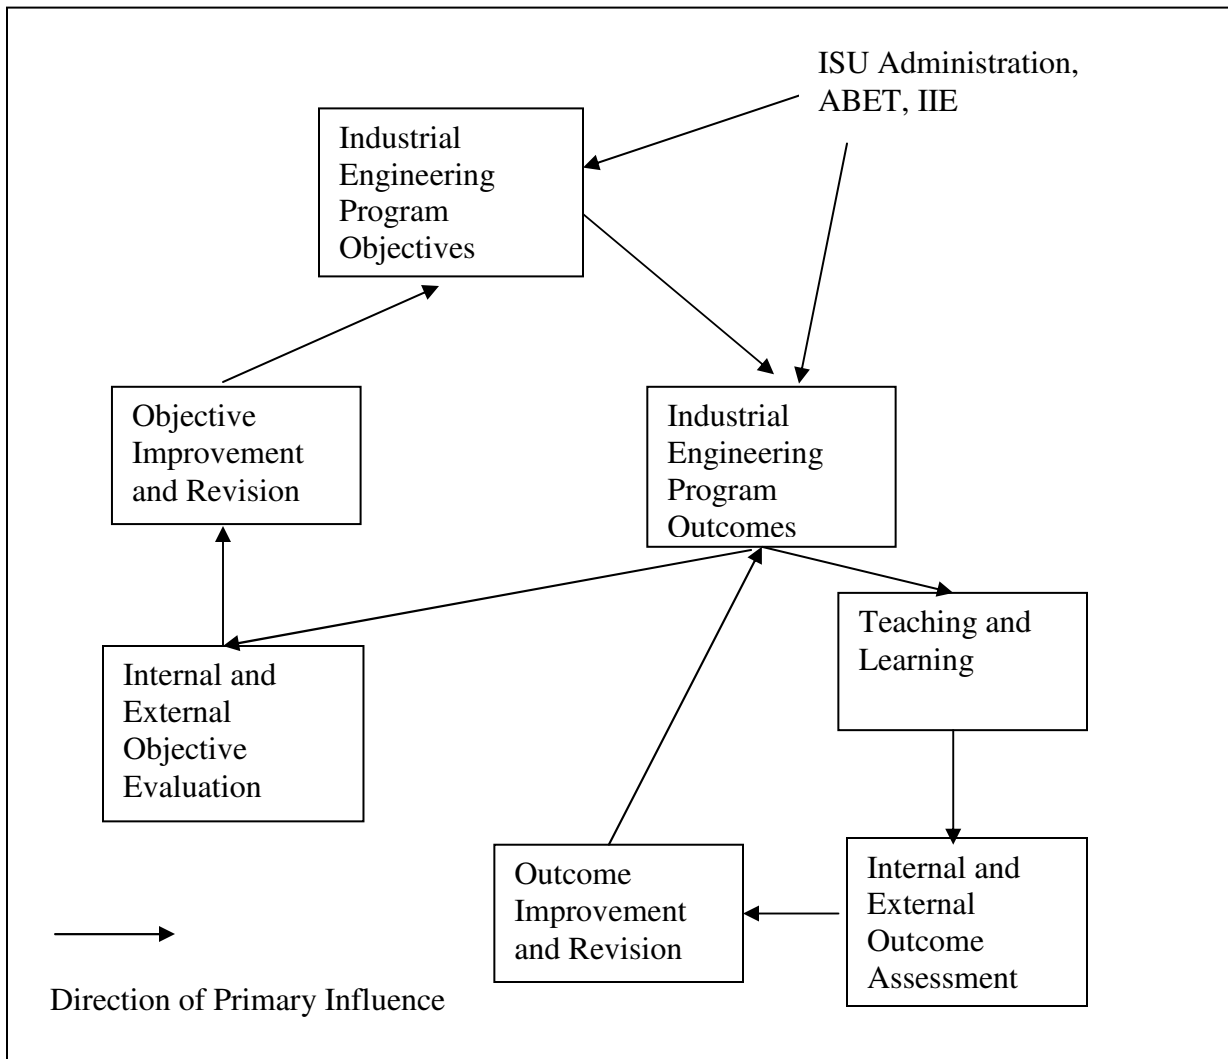 ISU Administration,
ABET, IIE
Industrial
Engineering
Program
Objectives
Objective
Improvement
and Revision
Industrial
Engineering
Program
Outcomes
Teaching and
Learning
Internal and
External
Objective
Evaluation
Outcome
Improvement
and Revision
Internal and
External
Outcome
Assessment
Direction of Primary Influence